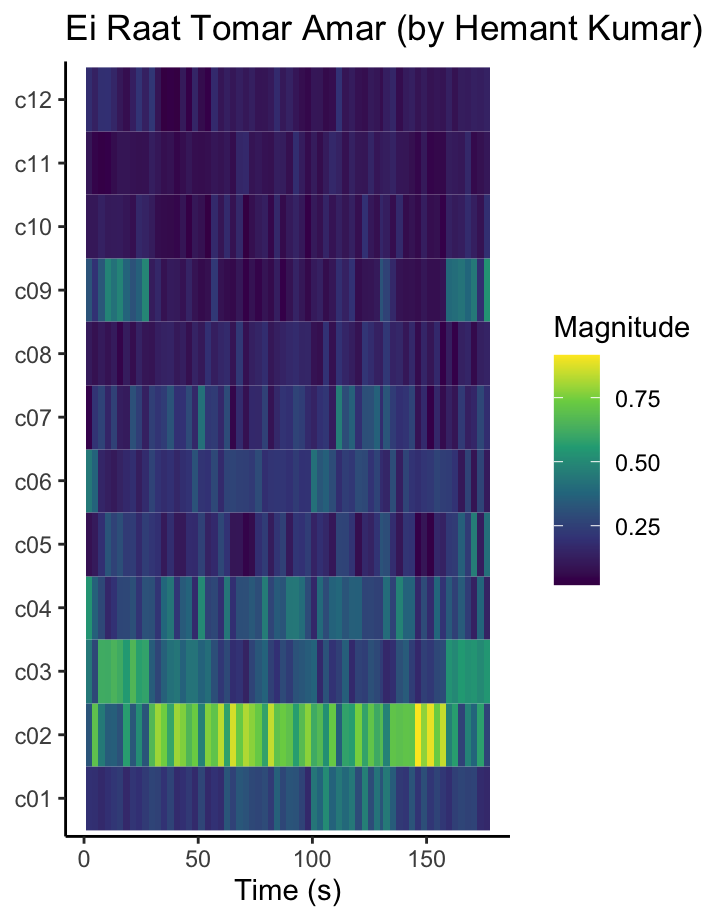 Ei Raat Tomar Amar (by Hemant Kumar)
c12
c11
c10
c09
c08
c07
c06
c05
c04
c03
c02
c01
0 50 100 150
Time (s)
Magnitude
0.75
0.50
0.25